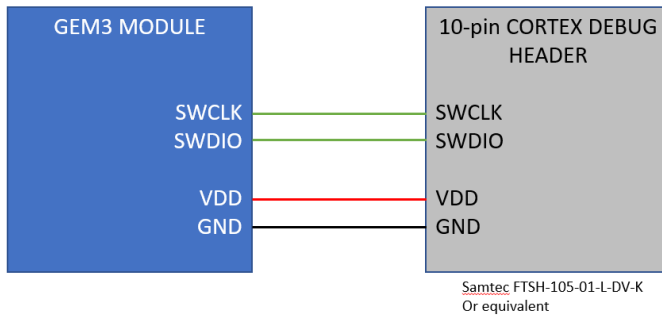 GEM3 MODULE
SWCLK
SWDIO
VDD
GND
10-pin CORTEX DEBUG
HEADER
SWCLK
SWDIO
VDD
GND
Samtec FTSH-105-01-L-DV-K
Or equivalent